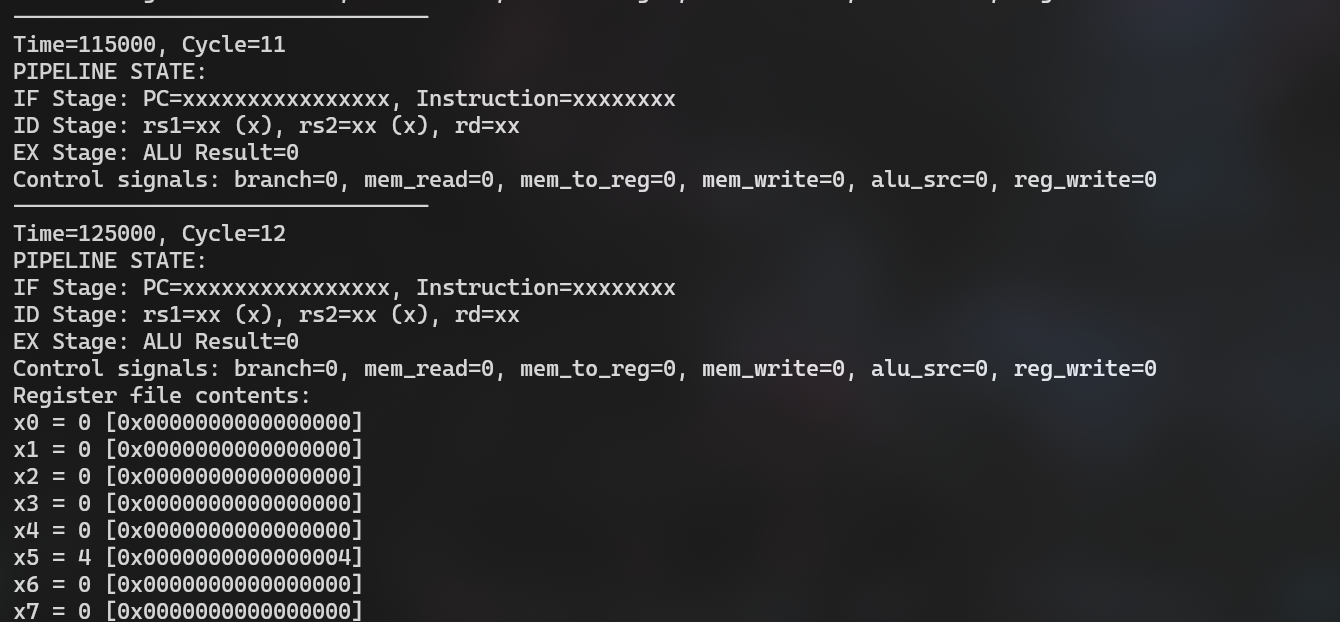 Time=115000, Cycle=11
PIPELINE STATE:
IF Stage: PC=xxxxxxxxxxxxxxxx, Instruction=xxxxxxxx
ID Stage: rs1=xx (x), rs2=xx (x), rd=xx
EX Stage: ALU Result=0
Control signals: branch=0, mem_read=0, mem_to_reg=0, mem_write=0, alu_src=0, reg_write=0
Time=125000, Cycle=12
PIPELINE STATE:
IF Stage: PC=xxxxxxxxxxxxxxxx, Instruction=xxxxxxxx
ID Stage: rs1=xx (x), rs2=xx (x), rd=xx
EX Stage: ALU Result=0
Control signals: branch=0, mem_read=0, mem_to_reg=0, mem_write=0, alu_src=0, reg_write=0
Register file contents:
x0 = 0 [0x0000000000000000]
x1 = 0 [0x0000000000000000]
x2 = 0 [0x0000000000000000]
x3 = 0 [0x0000000000000000]
x4 = 0 [0x0000000000000000]
x5 = 4 [0x0000000000000004]
x6 = 0 [0x0000000000000000]
x7 = 0 [0x0000000000000000]